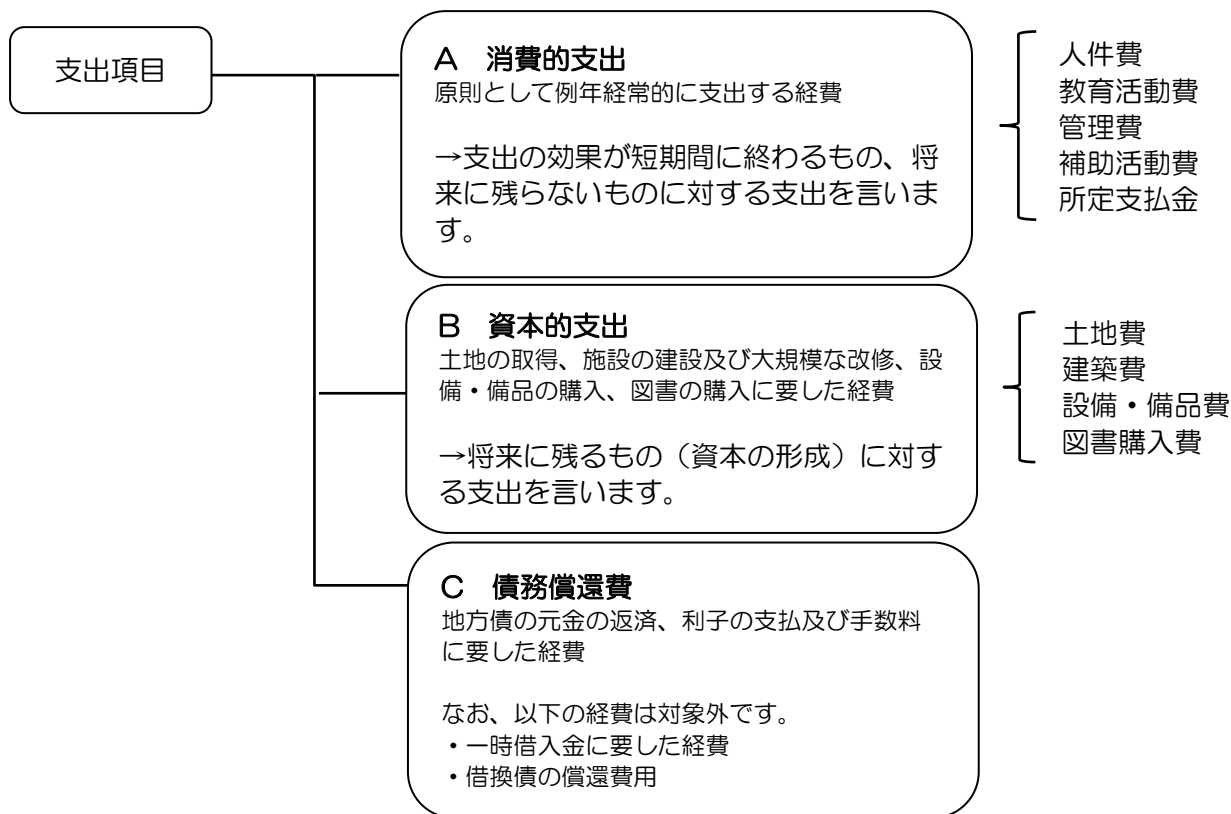 支出項目
A 消費的支出
原則として例年経常的に支出する経費
→支出の効果が短期間に終わるもの、将
来に残らないものに対する支出を言いま
す。
人件費
教育活動費
管理費
補助活動費
所定支払金
B 資本的支出
土地の取得、施設の建設及び大規模な改修、設
備・備品の購入、図書の購入に要した経費
→将来に残るもの（資本の形成）に対す
る支出を言います。
土地費
建築費
設備・備品費
図書購入費
C 債務償還費
地方債の元金の返済、利子の支払及び手数料
に要した経費
なお、以下の経費は対象外です。
・一時借入金に要した経費
・借換債の償還費用